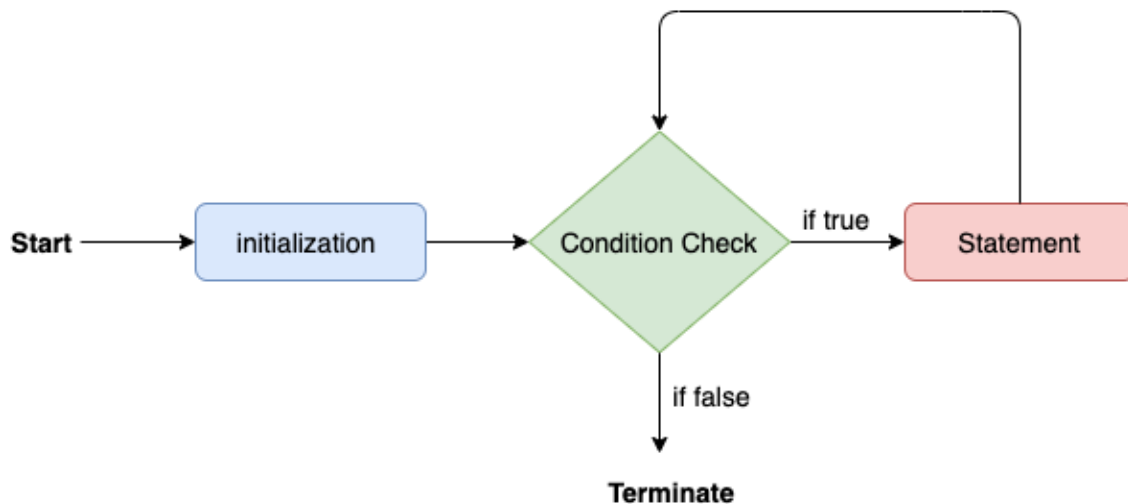 Start
initialization
Condition Check
if true
Statement
if false
Terminate